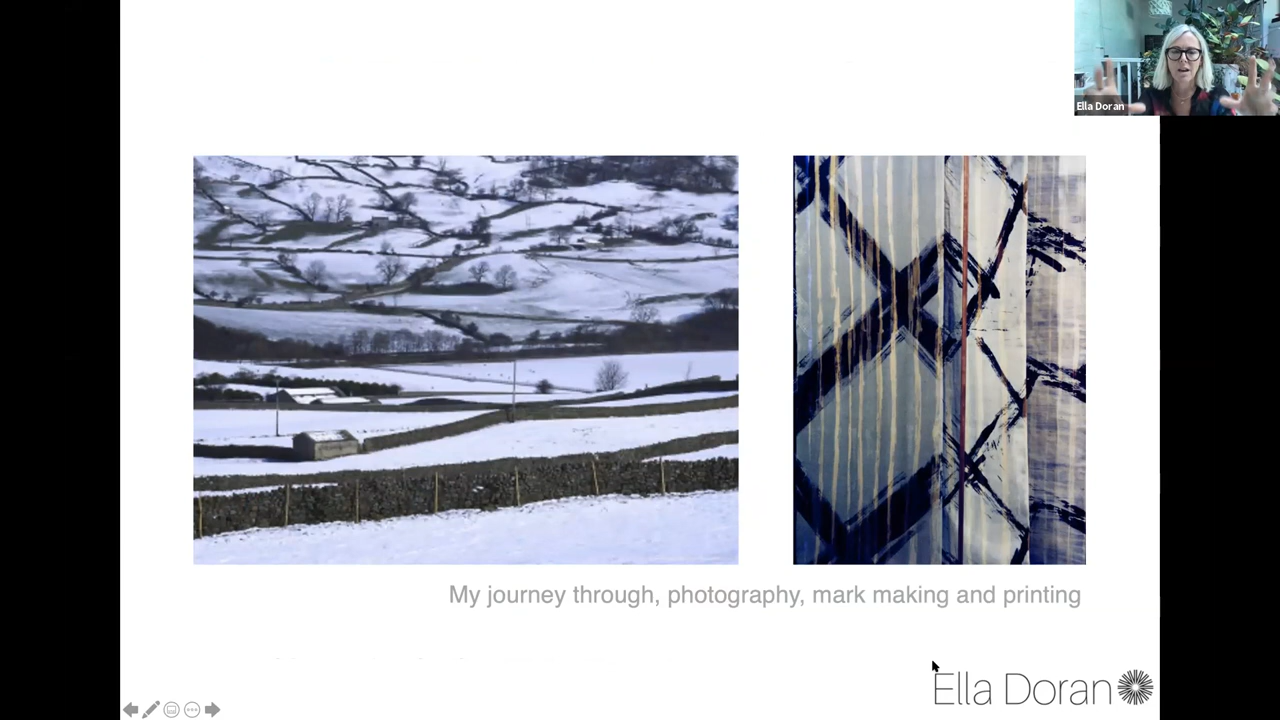 Ella Doran
My journey through, photography, mark making and printing
Ella Doran